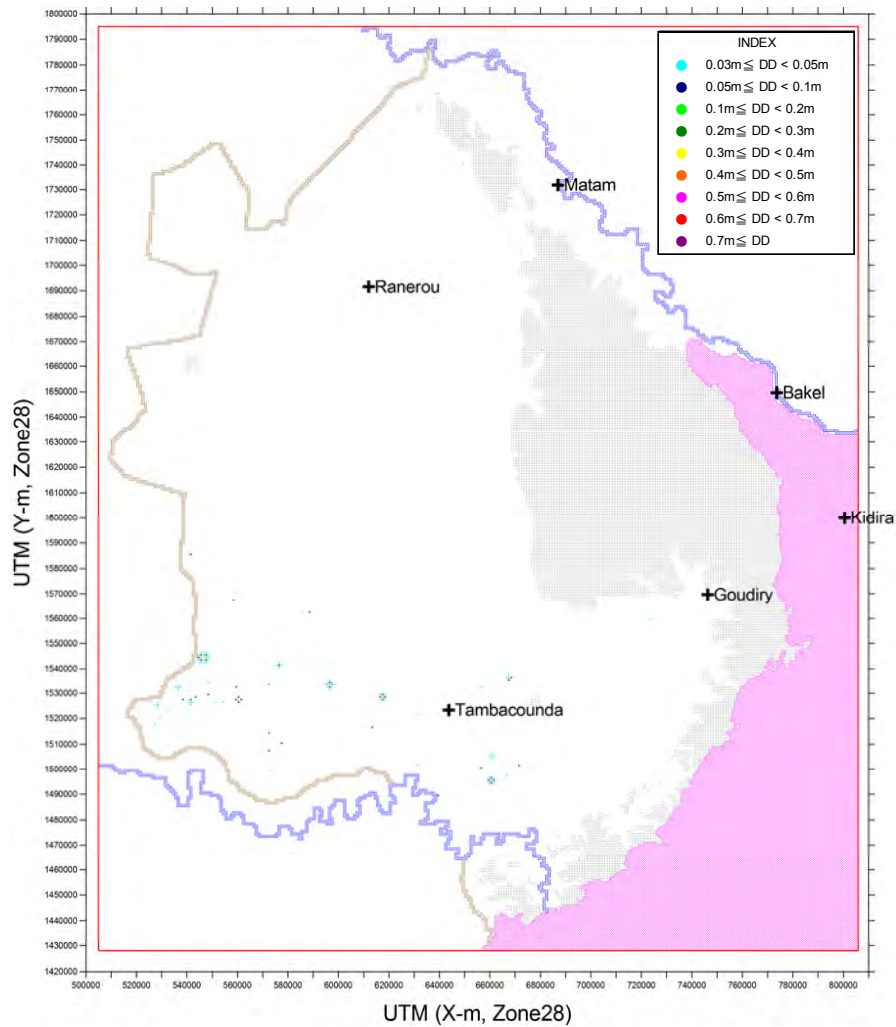 INDEX
0.03m≦ DD < 0.05m
0.05m≦ DD < 0.1m
0.1m≦ DD < 0.2m
0.2m≦ DD < 0.3m
0.3m≦ DD < 0.4m
0.4m≦ DD < 0.5m
0.5m≦ DD < 0.6m
0.6m≦ DD < 0.7m
0.7m≦ DD
Matam
Ranerou
Bakel
Kidira
Goudiry
Tambacounda
UTM (Y-m, Zone28)
1800000
1790000
1780000
1770000
1760000
1750000
1740000
1730000
1720000
1710000
1700000
1690000
1680000
1670000
1660000
1650000
1640000
1630000
1620000
1610000
1600000
1590000
1580000
1570000
1560000
1550000
1540000
1530000
1520000
1510000
1500000
1490000
1480000
1470000
1460000
1450000
1440000
1430000
1420000
500000 520000 540000 560000 580000 600000 620000 640000 660000 680000 700000 720000 740000 760000 780000 800000
UTM (X-m, Zone28)